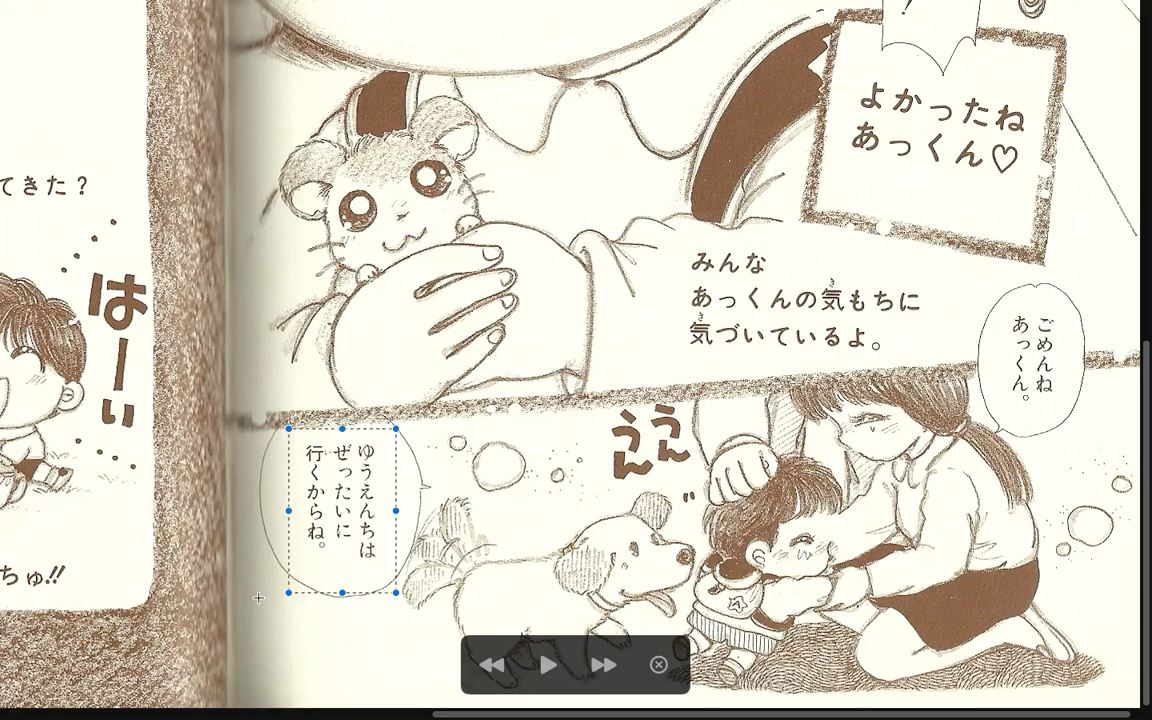 !
よかったね
あっくん♡
みんな
あっくんの気もちに
気づいているよ。
ごめんね
あっくん。
ええ
うん
ゆうえんちは
ぜったいに
行くからね。
てきた？
はーい
ちゅ!!